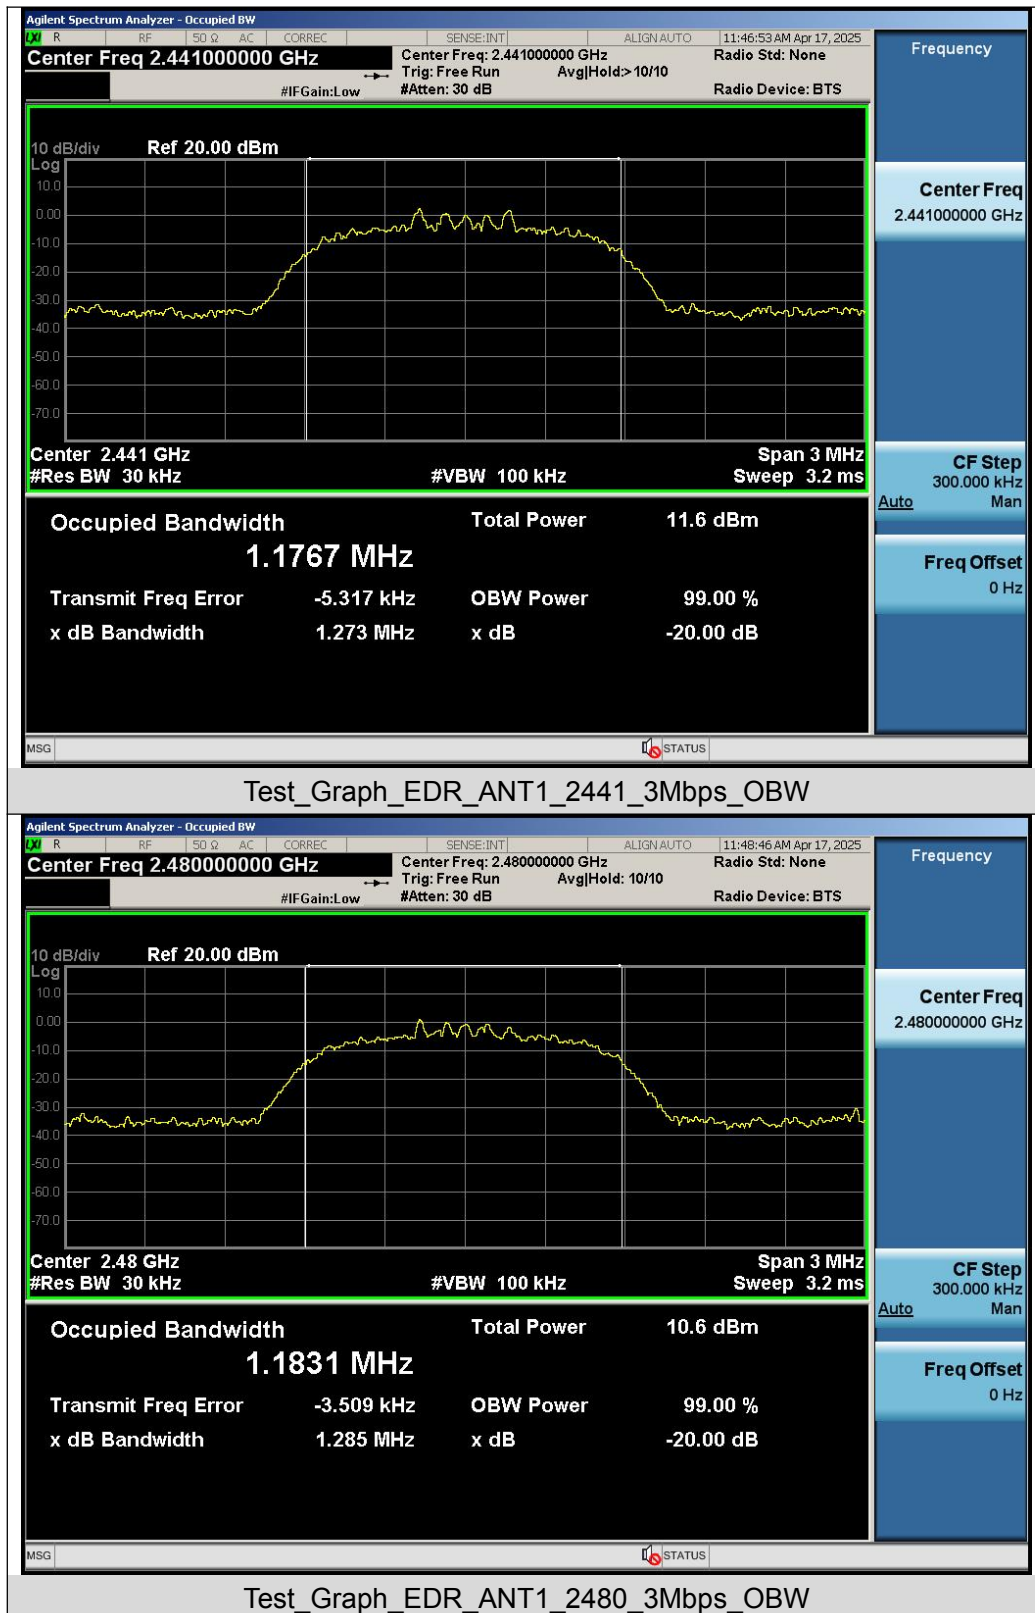 Agilent Spectrum Analyzer - Occupied BW
LXI R RF 50 Ω AC CORREC SENSE:INT ALIGN AUTO 11:46:53 AM Apr 17, 2025
Center Freq 2.441000000 GHz
Center Freq: 2.441000000 GHz
Radio Std: None
Trig: Free Run Avg|Hold:>10/10
#IFGain:Low
#Atten: 30 dB
Radio Device: BTS
Frequency
10 dB/div Ref 20.00 dBm
Log
10.0
0.00
-10.0
-20.0
-30.0
-40.0
-50.0
-60.0
-70.0
Center Freq
2.441000000 GHz
Center 2.441 GHz Span 3 MHz
#Res BW 30 kHz #VBW 100 kHz Sweep 3.2 ms
CF Step
300.000 kHz
Auto Man
Freq Offset
0 Hz
Occupied Bandwidth Total Power 11.6 dBm
1.1767 MHz
Transmit Freq Error -5.317 kHz OBW Power 99.00 %
x dB Bandwidth 1.273 MHz x dB -20.00 dB
MSG STATUS
Test_Graph_EDR_ANT1_2441_3Mbps_OBW
Agilent Spectrum Analyzer - Occupied BW
LXI R RF 50 Ω AC CORREC SENSE:INT ALIGN AUTO 11:48:46 AM Apr 17, 2025
Center Freq 2.480000000 GHz
Center Freq: 2.480000000 GHz
Radio Std: None
Trig: Free Run Avg|Hold: 10/10
#IFGain:Low
#Atten: 30 dB
Radio Device: BTS
Frequency
10 dB/div Ref 20.00 dBm
Log
10.0
0.00
-10.0
-20.0
-30.0
-40.0
-50.0
-60.0
-70.0
Center Freq
2.480000000 GHz
Center 2.48 GHz Span 3 MHz
#Res BW 30 kHz #VBW 100 kHz Sweep 3.2 ms
CF Step
300.000 kHz
Auto Man
Freq Offset
0 Hz
Occupied Bandwidth Total Power 10.6 dBm
1.1831 MHz
Transmit Freq Error -3.509 kHz OBW Power 99.00 %
x dB Bandwidth 1.285 MHz x dB -20.00 dB
MSG STATUS
Test_Graph_EDR_ANT1_2480_3Mbps_OBW